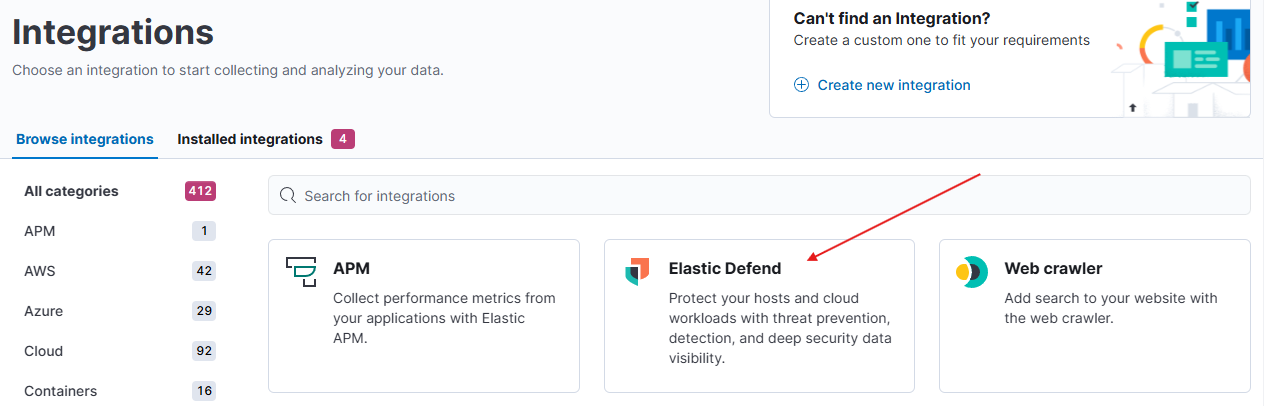 Integrations
Choose an integration to start collecting and analyzing your data.
Can't find an Integration?
Create a custom one to fit your requirements
Create new integration
Browse integrations
Installed integrations 4
All categories 412
APM 1
AWS 42
Azure 29
Cloud 92
Containers 16
Search for integrations
APM
Collect performance metrics from
your applications with Elastic
APM.
Elastic Defend
Protect your hosts and cloud
workloads with threat prevention,
detection, and deep security data
visibility.
Web crawler
Add search to your website with
the web crawler.